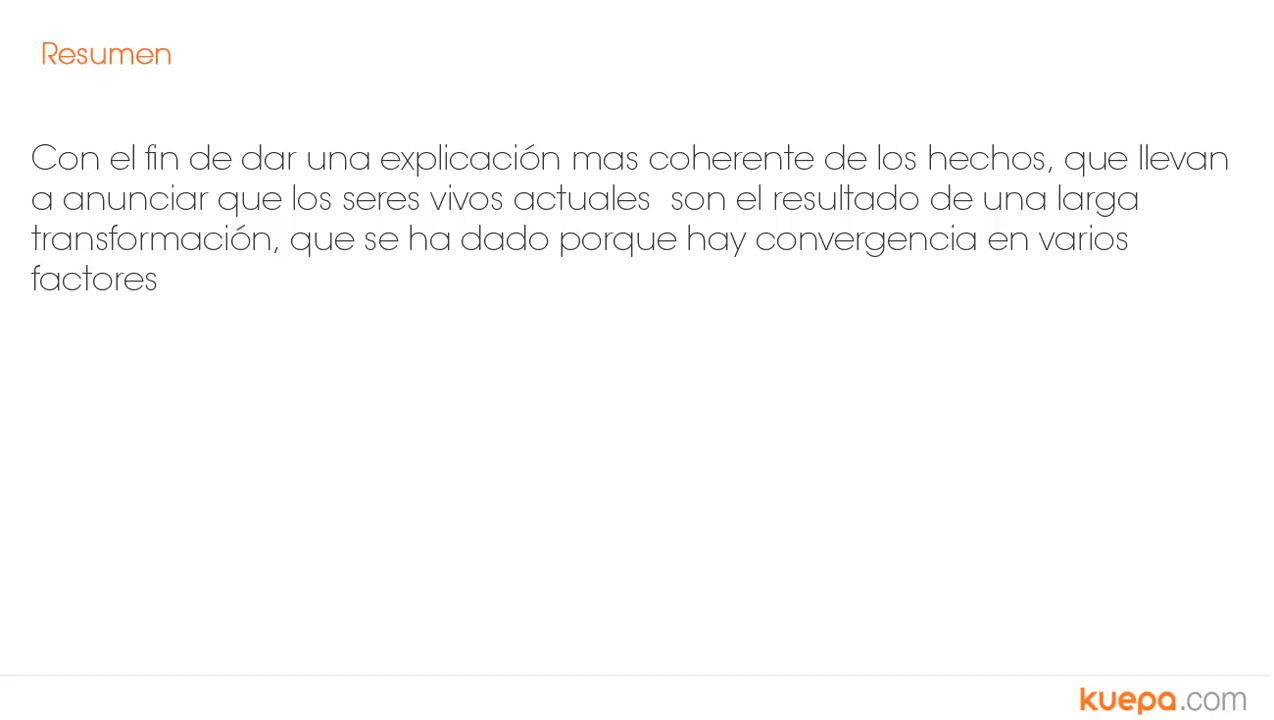 Resumen
Con el fin de dar una explicación mas coherente de los hechos, que llevan
a anunciar que los seres vivos actuales  son el resultado de una larga
transformación, que se ha dado porque hay convergencia en varios
factores
kuepa.com